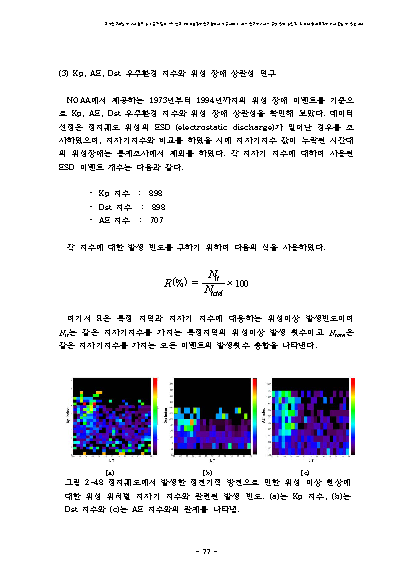 (3) Kp, AE, Dst 우주환경 지수와 위성 장애 상관성 연구
NOAA에서 제공하는 1973년부터 1994년까지의 위성 장애 이벤트를 기준으
로 Kp, AE, Dst 우주환경 지수와 위성 장애 상관성을 확인해 보았다. 데이터
선정은 정지궤도 위성의 ESD (electrostatic discharge)가 일어난 경우를 조
사하였으며, 지자기지수와 비교를 하였을 시에 지자기지수 값이 누락된 시간대
의 위성장애는 통계조사에서 제외를 하였다. 각 지자기 지수에 대하여 사용된
ESD 이벤트 개수는 다음과 같다.
- Kp 지수 : 898
- Dst 지수 : 898
- AE 지수 : 707
각 지수에 대한 발생 빈도를 구하기 위하여 다음의 식을 사용하였다.
R(%) = Nlt / Ntotal × 100
여기서 R은 특정 지역과 지자기 지수에 대응하는 위성이상 발생빈도이며
Nlt는 같은 지자기지수를 가지는 특정지역의 위성이상 발생 횟수이고 Ntotal은
같은 지자기지수를 가지는 모든 이벤트의 발생횟수 총합을 나타낸다.
(a) (b) (c)
그림 2-48 정지궤도에서 발생한 정전기적 방전으로 인한 위성 이상 현상에
대한 위성 위치별 지자기 지수와 관련된 발생 빈도. (a)는 Kp 지수, (b)는
Dst 지수와 (c)는 AE 지수와의 관계를 나타냄.
- 77 -